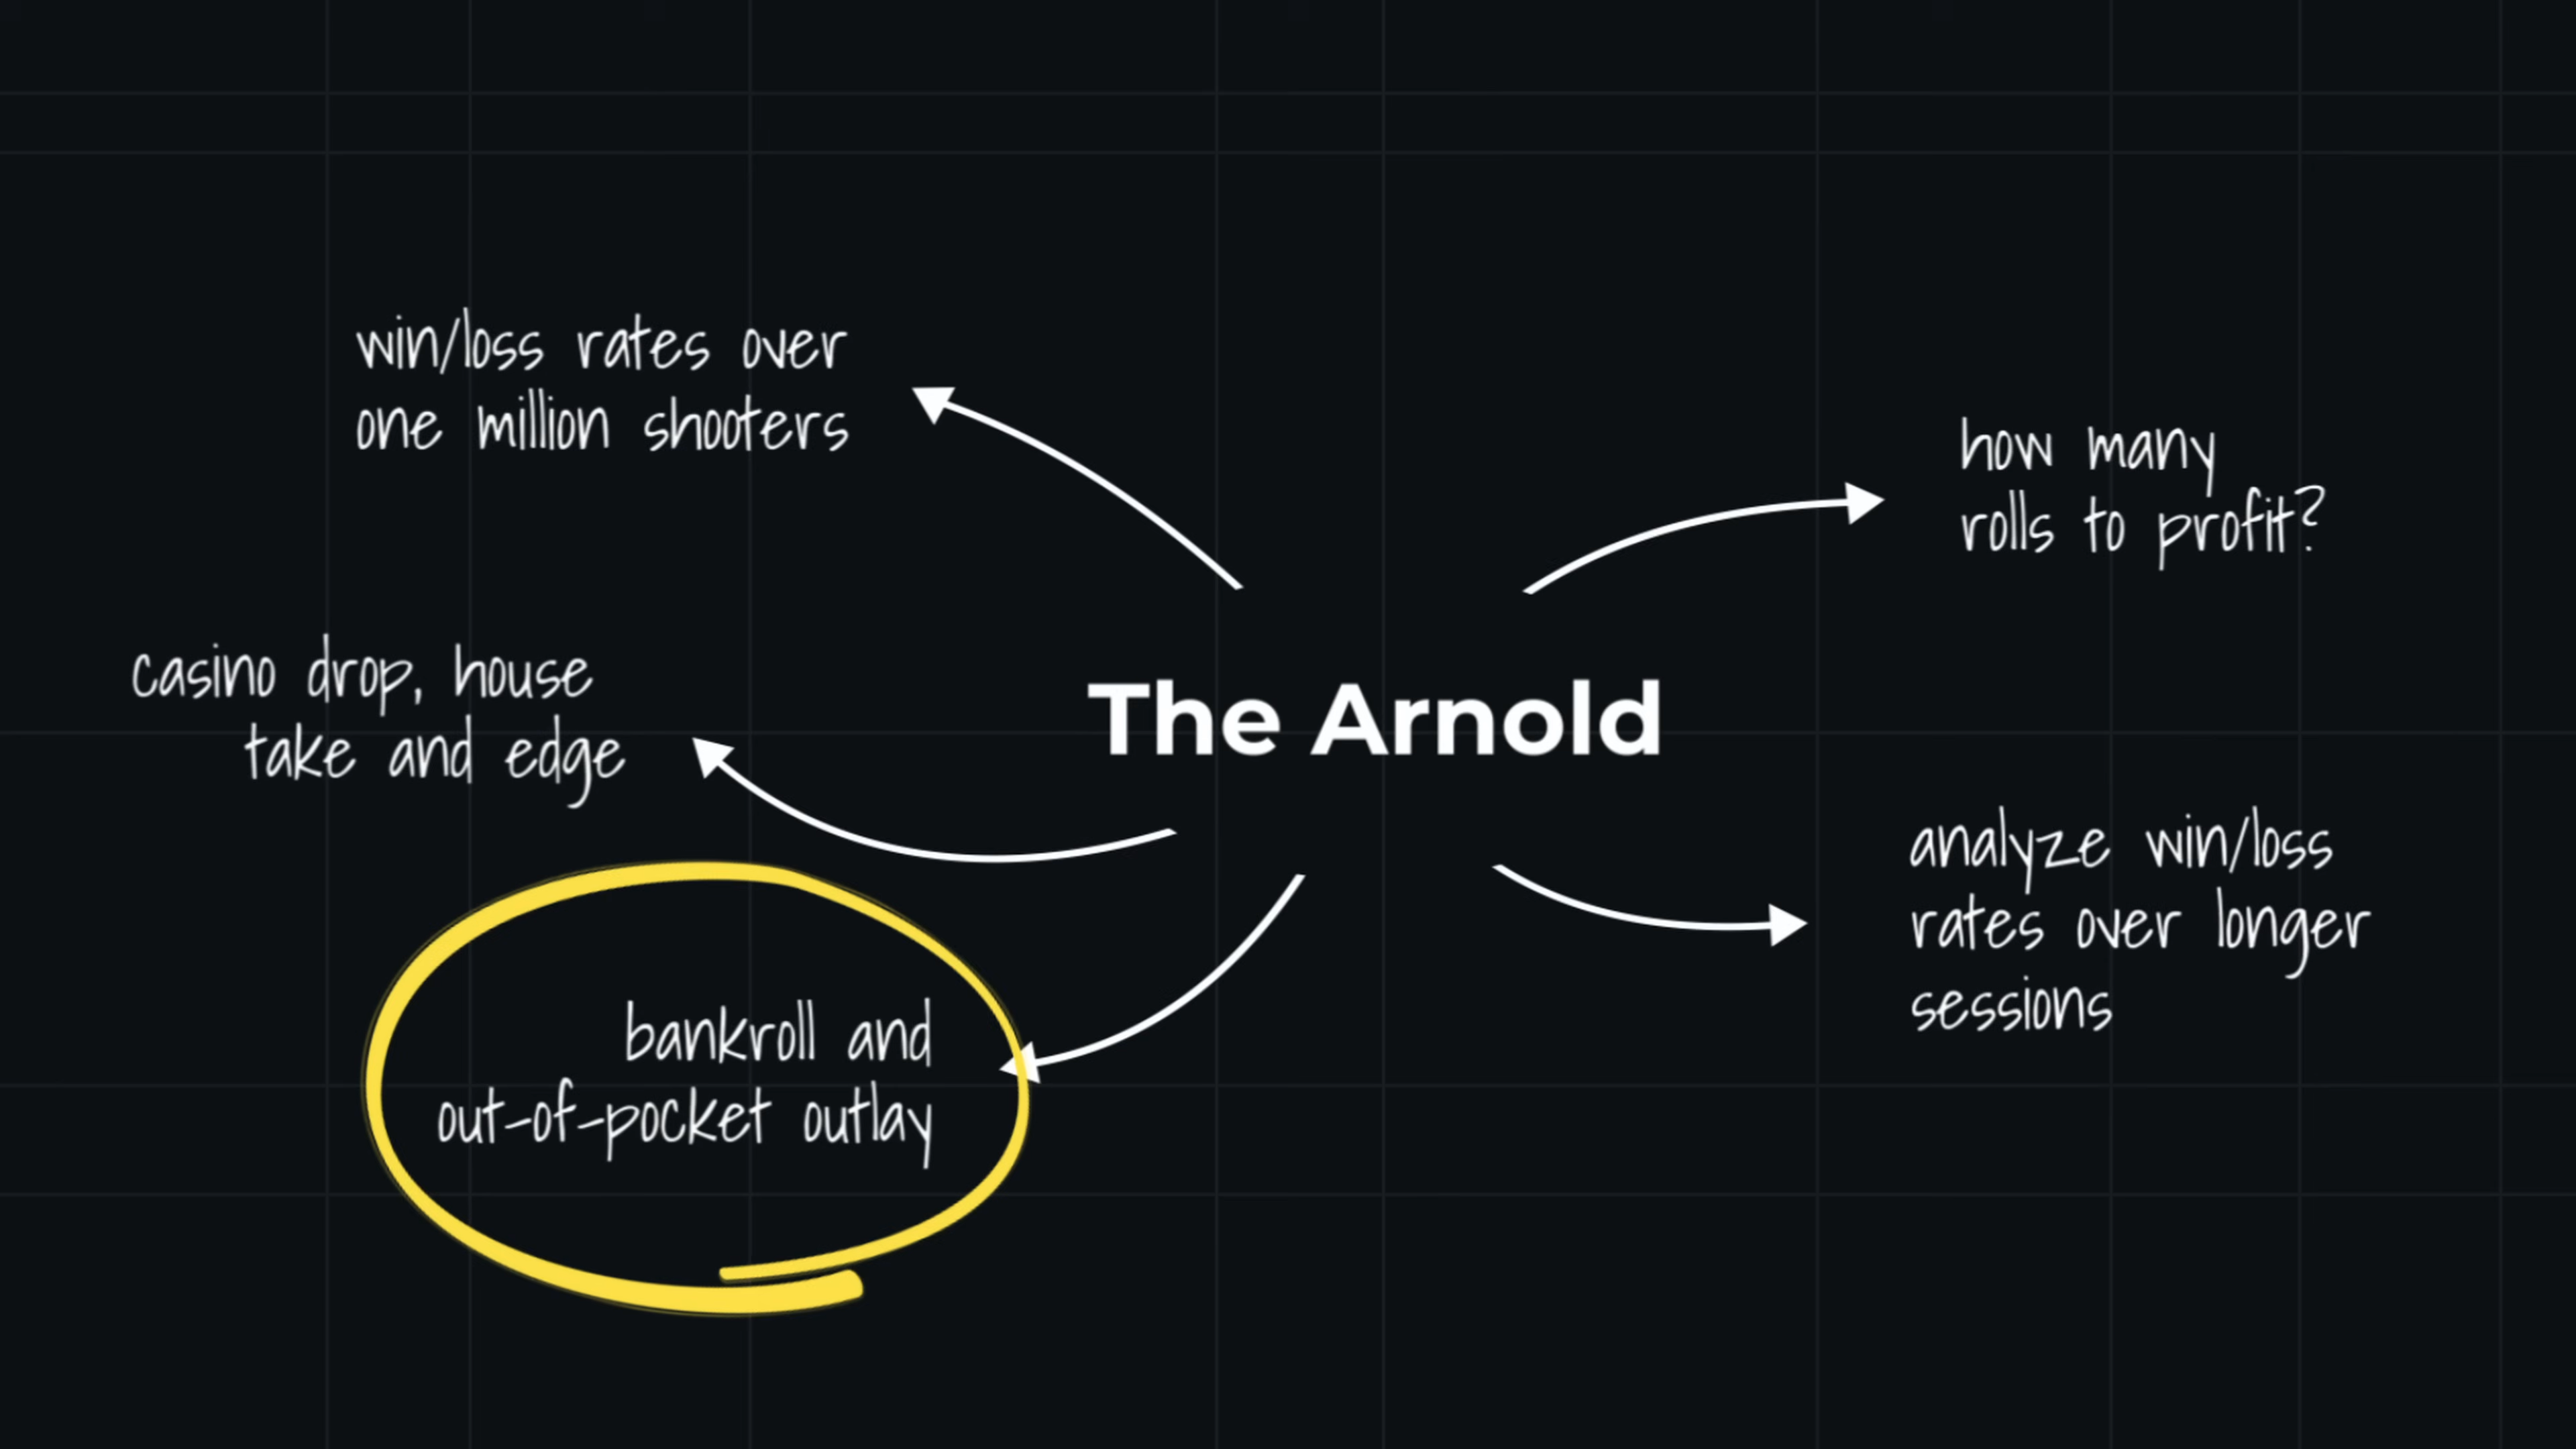 win/loss rates over
one million shooters
how many
rolls to profit?
casino drop, house
take and edge
The Arnold
analyze win/loss
rates over longer
sessions
bankroll and
out-of-pocket outlay